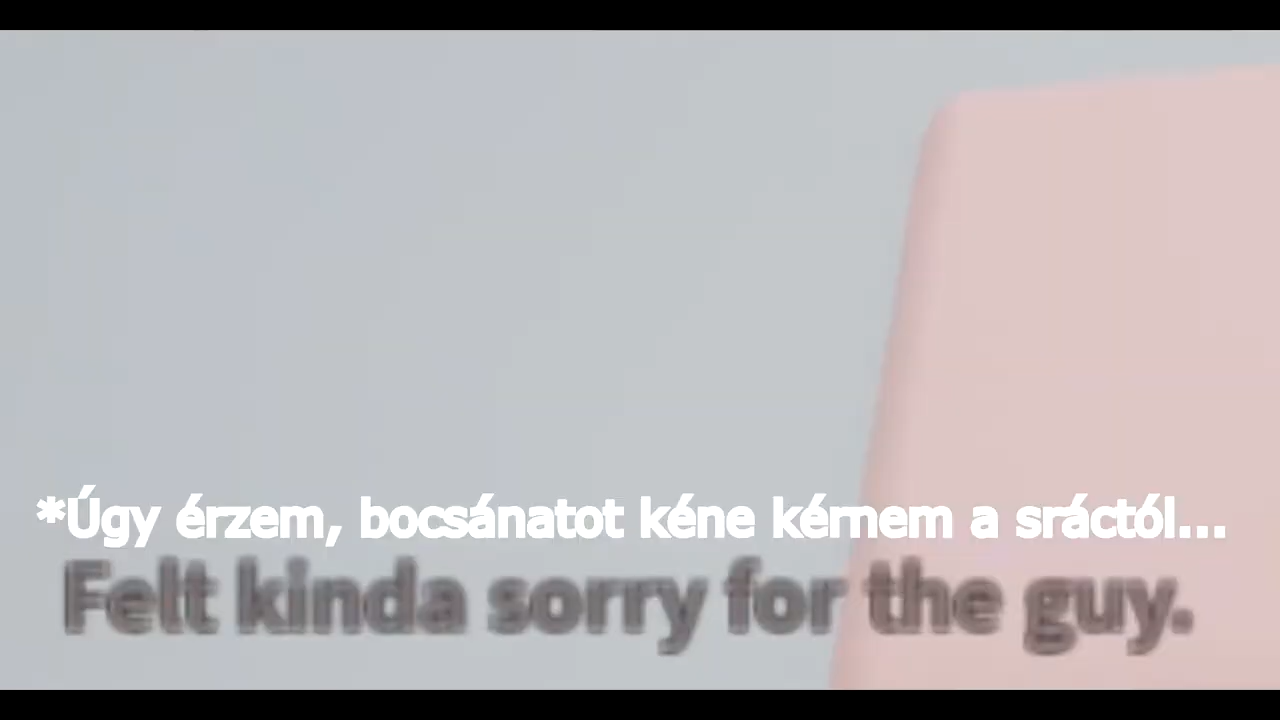 *Úgy érzem, bocsánatot kéne kérnem a sráctól...
Felt kinda sorry for the guy.